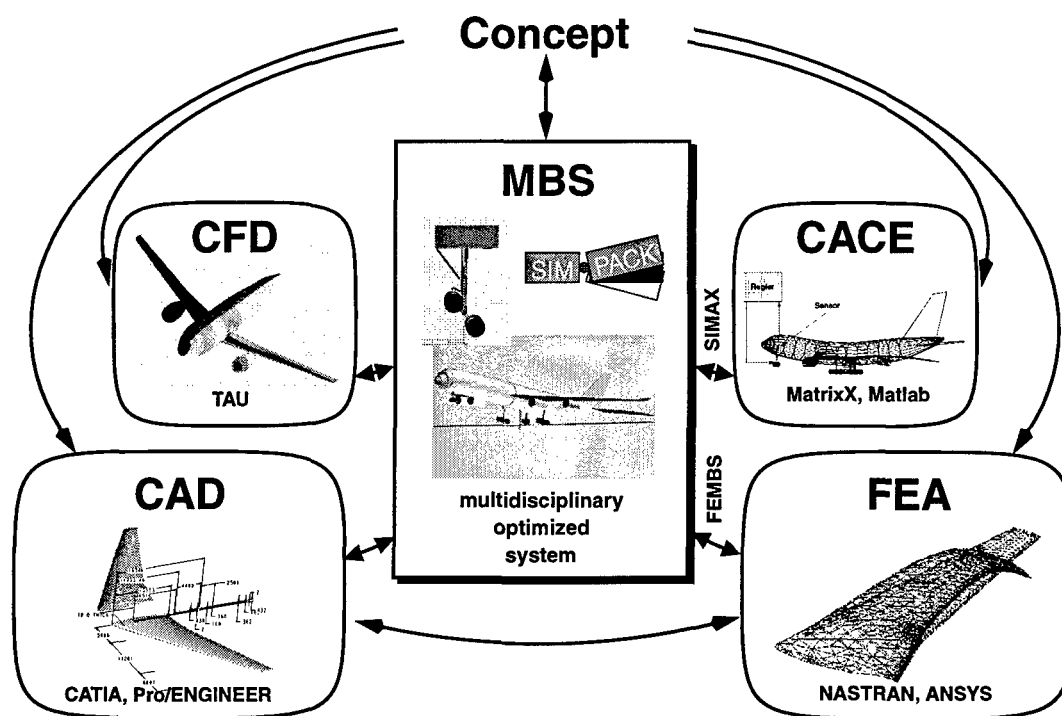 Concept
MBS
SIM PACK
multidisciplinary
optimized
system
CFD
TAU
CACE
Regler
Sensor
MatrixX, Matlab
SIMAX
FEMBS
CAD
CATIA, Pro/ENGINEER
FEA
NASTRAN, ANSYS